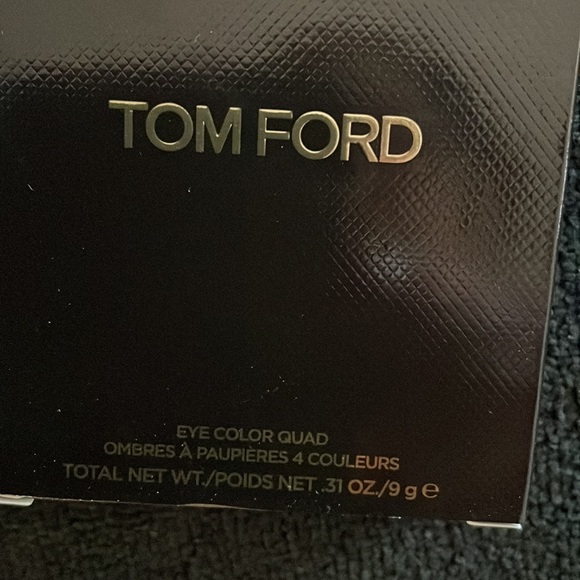 TOM FORD
EYE COLOR QUAD
OMBRES À PAUPIÈRES 4 COULEURS
TOTAL NET WT./POIDS NET .31 OZ./9 g ℮